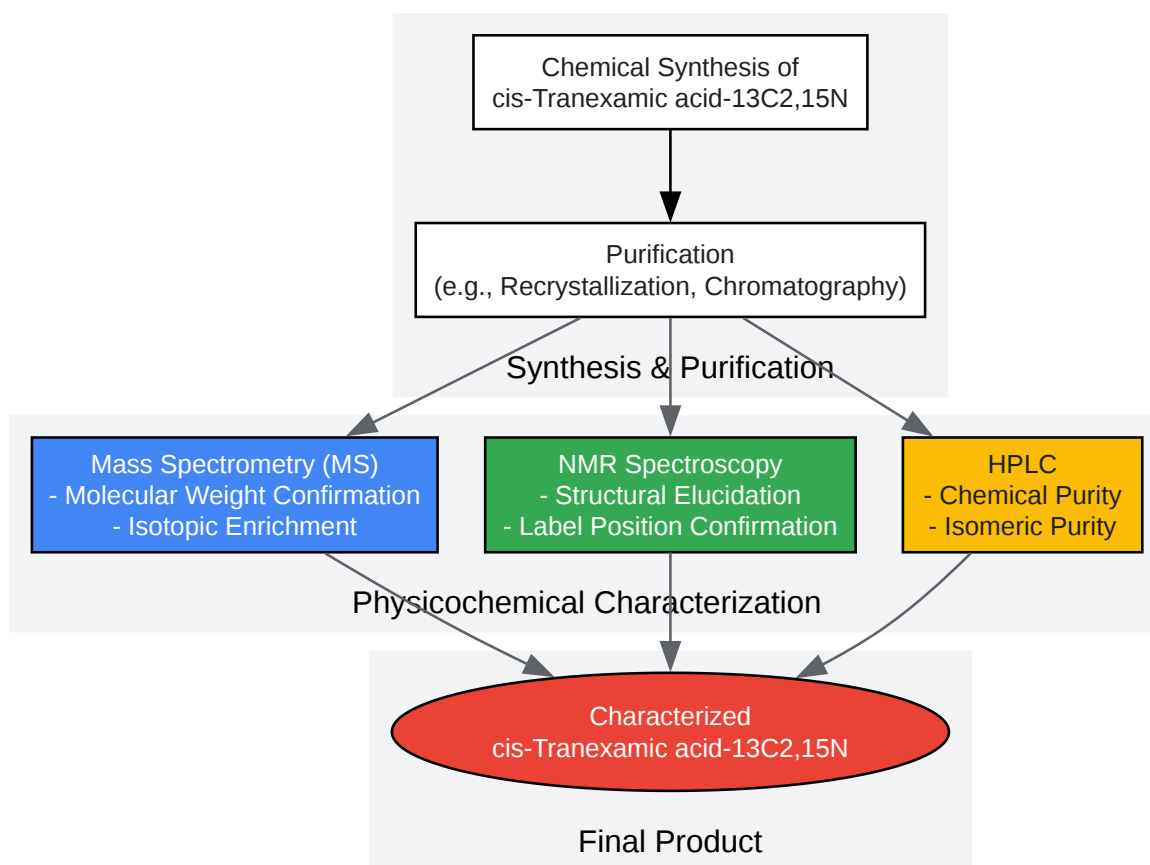 Chemical Synthesis of
cis-Tranexamic acid-13C2,15N
Purification
(e.g., Recrystallization, Chromatography)
Synthesis & Purification
Mass Spectrometry (MS)
- Molecular Weight Confirmation
- Isotopic Enrichment
NMR Spectroscopy
- Structural Elucidation
- Label Position Confirmation
HPLC
- Chemical Purity
- Isomeric Purity
Physicochemical Characterization
Characterized
cis-Tranexamic acid-13C2,15N
Final Product